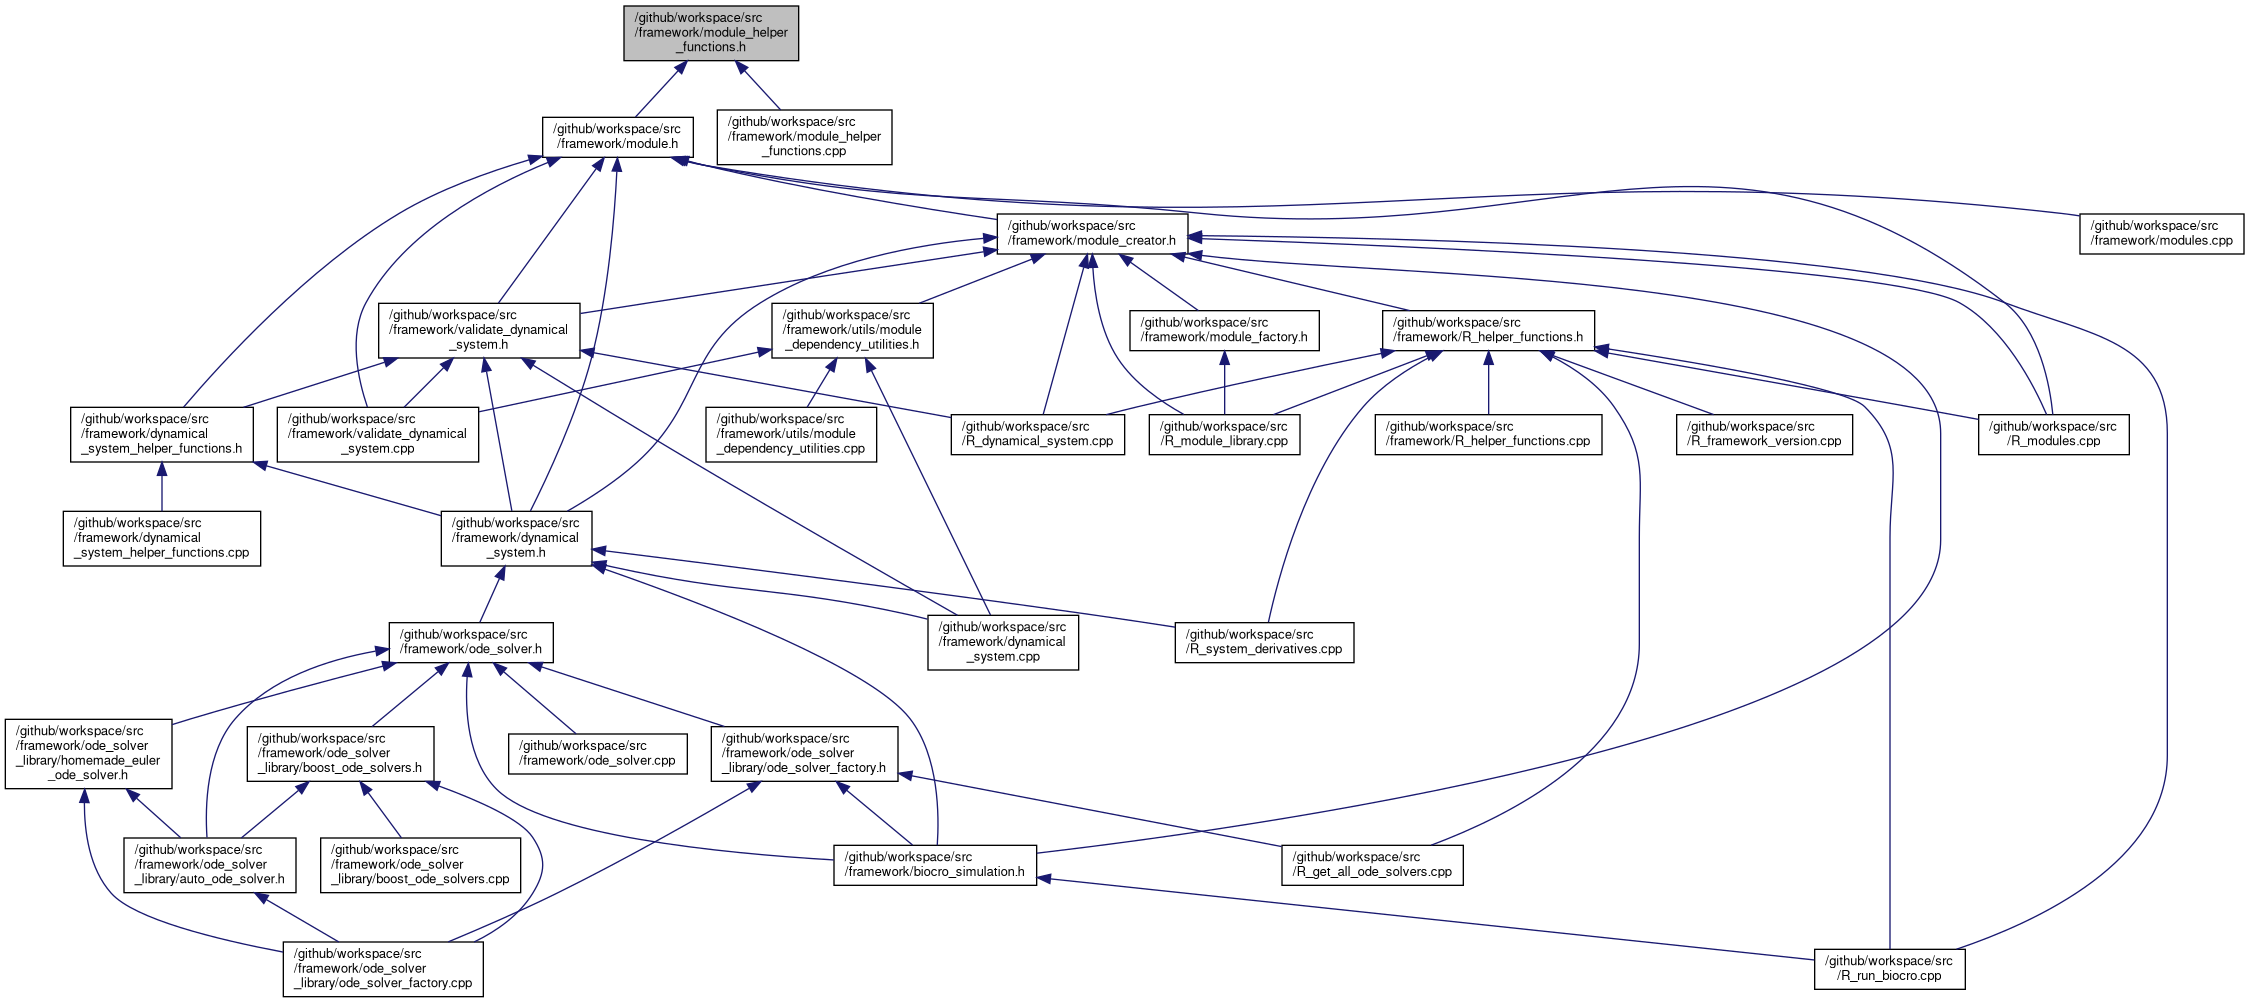 /github/workspace/src
/framework/module_helper
_functions.h
/github/workspace/src
/framework/module.h
/github/workspace/src
/framework/module_helper
_functions.cpp
/github/workspace/src
/framework/module_creator.h
/github/workspace/src
/framework/modules.cpp
/github/workspace/src
/framework/validate_dynamical
_system.h
/github/workspace/src
/framework/utils/module
_dependency_utilities.h
/github/workspace/src
/framework/module_factory.h
/github/workspace/src
/framework/R_helper_functions.h
/github/workspace/src
/framework/dynamical
_system_helper_functions.h
/github/workspace/src
/framework/validate_dynamical
_system.cpp
/github/workspace/src
/framework/utils/module
_dependency_utilities.cpp
/github/workspace/src
/R_dynamical_system.cpp
/github/workspace/src
/R_module_library.cpp
/github/workspace/src
/framework/R_helper_functions.cpp
/github/workspace/src
/R_framework_version.cpp
/github/workspace/src
/R_modules.cpp
/github/workspace/src
/framework/dynamical
_system_helper_functions.cpp
/github/workspace/src
/framework/dynamical
_system.h
/github/workspace/src
/framework/ode_solver.h
/github/workspace/src
/framework/dynamical
_system.cpp
/github/workspace/src
/R_system_derivatives.cpp
/github/workspace/src
/framework/ode_solver
_library/homemade_euler
_ode_solver.h
/github/workspace/src
/framework/ode_solver
_library/boost_ode_solvers.h
/github/workspace/src
/framework/ode_solver.cpp
/github/workspace/src
/framework/ode_solver
_library/ode_solver_factory.h
/github/workspace/src
/framework/ode_solver
_library/auto_ode_solver.h
/github/workspace/src
/framework/ode_solver
_library/boost_ode_solvers.cpp
/github/workspace/src
/framework/biocro_simulation.h
/github/workspace/src
/R_get_all_ode_solvers.cpp
/github/workspace/src
/framework/ode_solver
_library/ode_solver_factory.cpp
/github/workspace/src
/R_run_biocro.cpp